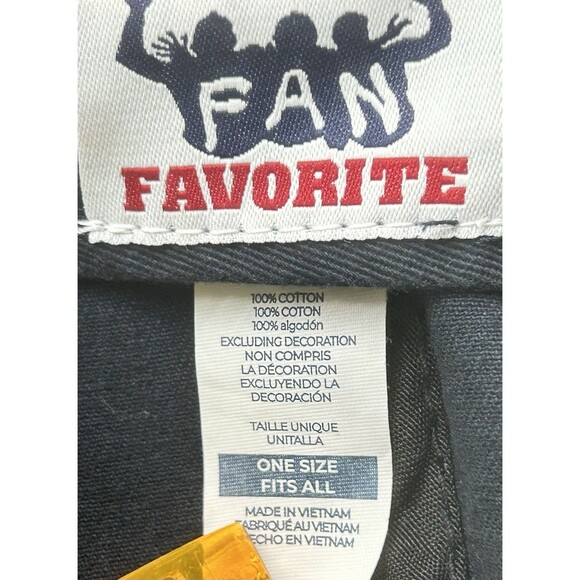 FAN
FAVORITE
100% COTTON
100% COTON
100% algodón
EXCLUDING DECORATION
NON COMPRIS
LA DÉCORATION
EXCLUYENDO LA
DECORACIÓN
TAILLE UNIQUE
UNITALLA
ONE SIZE
FITS ALL
MADE IN VIETNAM
FABRIQUÉ AU VIETNAM
ECHO EN VIETNAM